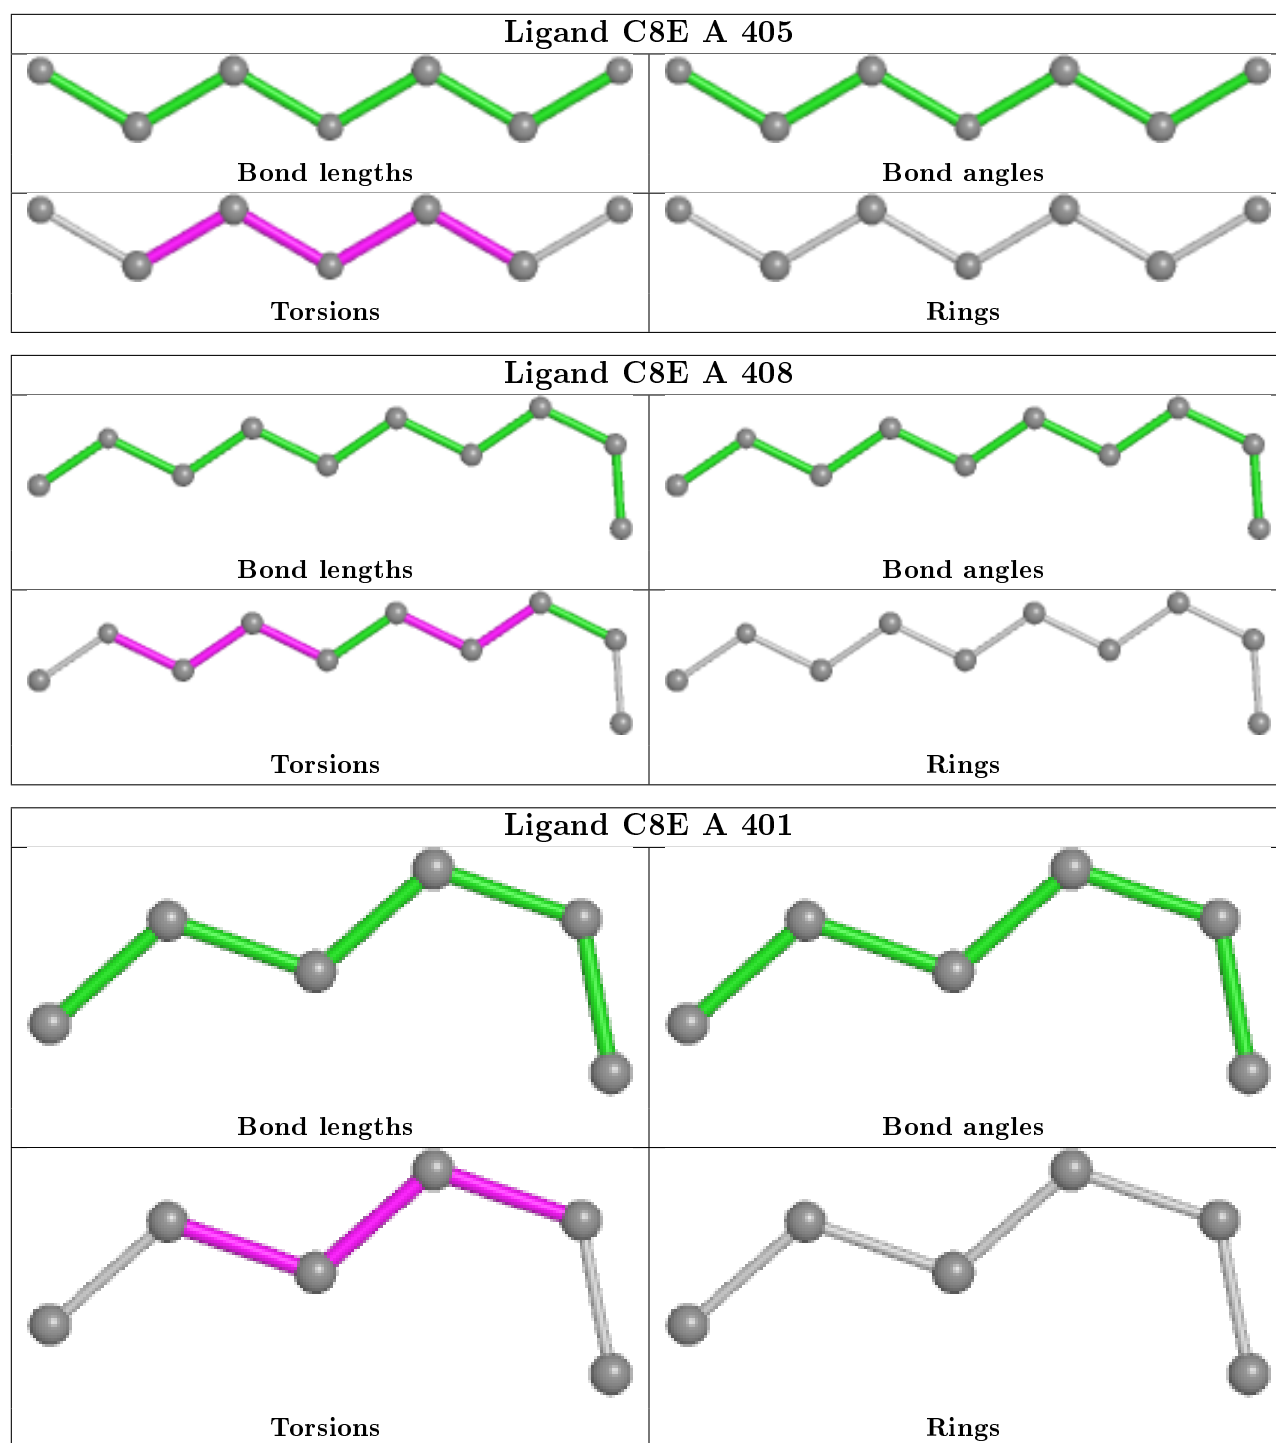 Ligand C8E A 405
Bond lengths
Bond angles
Torsions
Rings
Ligand C8E A 408
Bond lengths
Bond angles
Torsions
Rings
Ligand C8E A 401
Bond lengths
Bond angles
Torsions
Rings